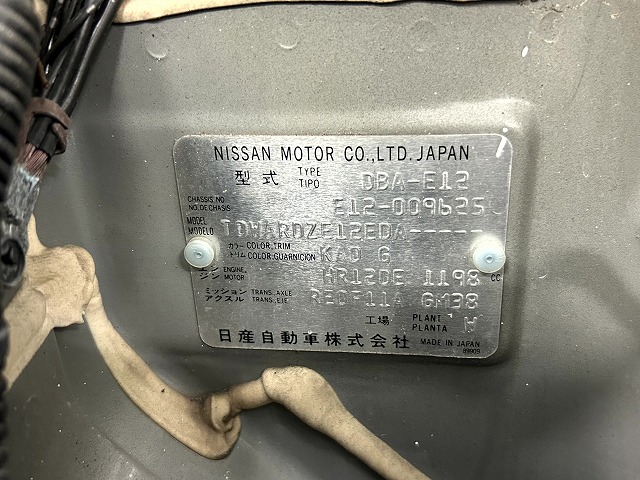 NISSAN MOTOR CO.,LTD. JAPAN
型式 TYPE TIPO DBA-E12
CHASSIS NO. NO. DE CHASIS E12-009625
MODEL MODELO TDWARDZE12EDA-----
カラー COLOR, TRIM トリム COLOR, GUARNICION KAD G
エンジン ENGINE, MOTOR HR12DE 1198 CC
ミッション TRANS., AXLE アクスル TRANS., EJE RE0F11A GM38
工場 PLANT PLANTA W
日産自動車株式会社 MADE IN JAPAN
89909